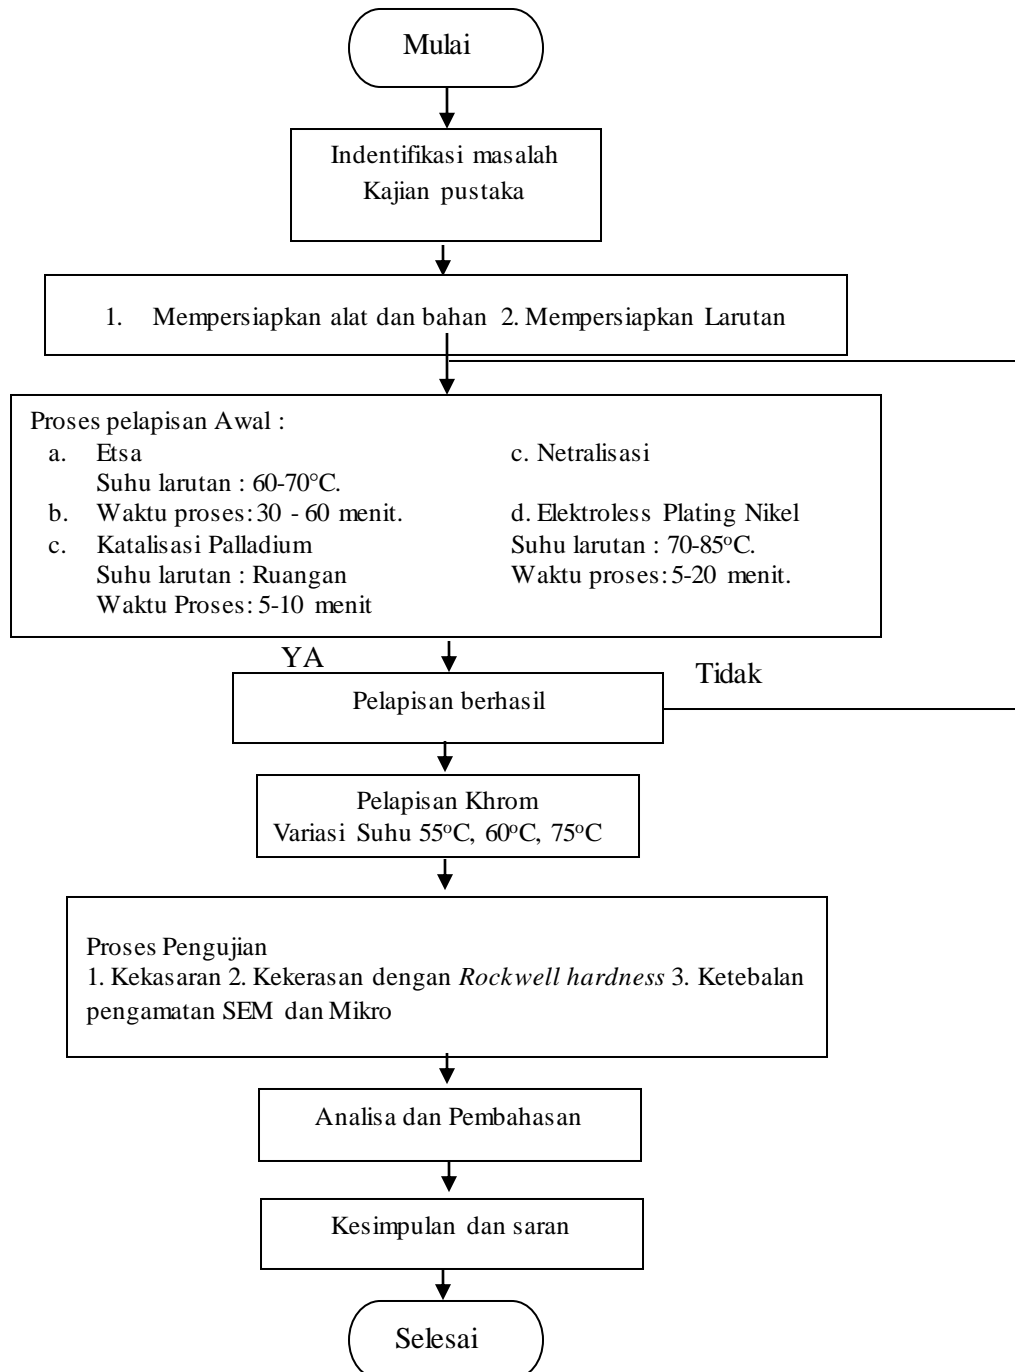 Mulai
Indentifikasi masalah
Kajian pustaka
1. Mempersiapkan alat dan bahan 2. Mempersiapkan Larutan
Proses pelapisan Awal :
a. Etsa
Suhu larutan : 60-70°C.
b. Waktu proses: 30 - 60 menit.
c. Katalisasi Palladium
Suhu larutan : Ruangan
Waktu Proses: 5-10 menit
c. Netralisasi
d. Elektroless Plating Nikel
Suhu larutan : 70-85°C.
Waktu proses: 5-20 menit.
YA
Tidak
Pelapisan berhasil
Pelapisan Khrom
Variasi Suhu 55°C, 60°C, 75°C
Proses Pengujian
1. Kekasaran 2. Kekerasan dengan Rockwell hardness 3. Ketebalan
pengamatan SEM dan Mikro
Analisa dan Pembahasan
Kesimpulan dan saran
Selesai